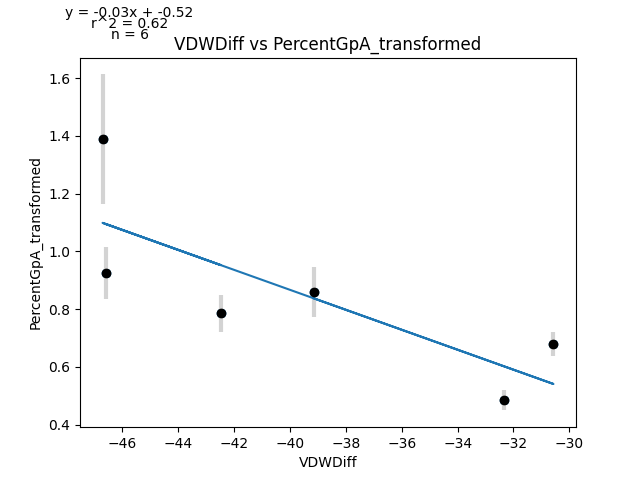 y = -0.03x + -0.52
r^2 = 0.62
n = 6
VDWDiff vs PercentGpA_transformed
1.6
1.4
1.2
1.0
0.8
0.6
0.4
PercentGpA_transformed
−46
−44
−42
−40
−38
−36
−34
−32
−30
VDWDiff